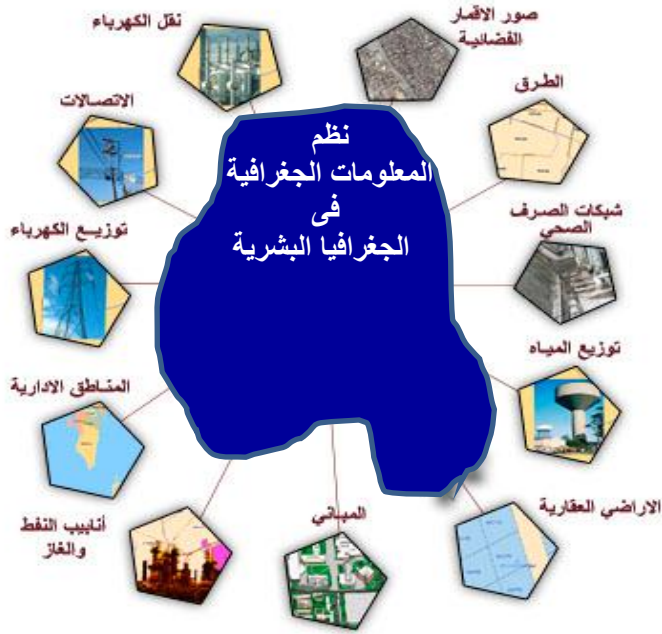 نظم
المعلومات الجغرافية
فى
الجغرافيا البشرية
نقل الكهرباء
صور الاقمار
الفضائية
الاتصالات
الطرق
توزيع الكهرباء
شبكات الصرف
الصحي
المناطق الادارية
توزيع المياه
أنابيب النفط
والغاز
المباني
الاراضي العقارية